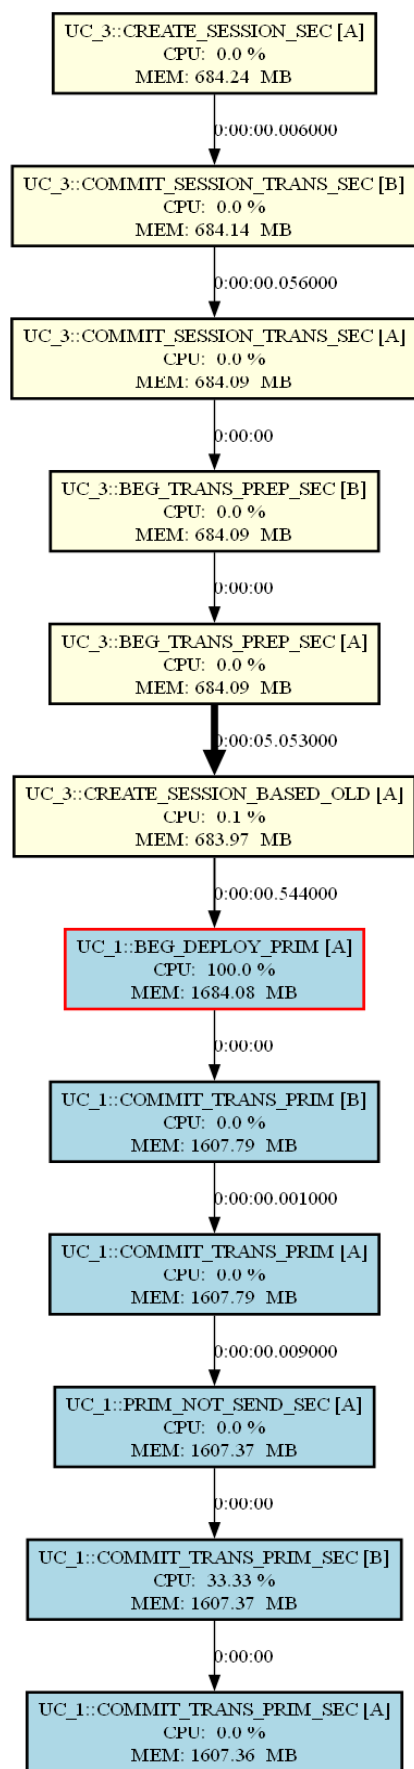 UC_3::CREATE_SESSION_SEC [A]
CPU: 0.0 %
MEM: 684.24 MB
0:00:00.006000
UC_3::COMMIT_SESSION_TRANS_SEC [B]
CPU: 0.0 %
MEM: 684.14 MB
0:00:00.056000
UC_3::COMMIT_SESSION_TRANS_SEC [A]
CPU: 0.0 %
MEM: 684.09 MB
0:00:00
UC_3::BEG_TRANS_PREP_SEC [B]
CPU: 0.0 %
MEM: 684.09 MB
0:00:00
UC_3::BEG_TRANS_PREP_SEC [A]
CPU: 0.0 %
MEM: 684.09 MB
0:00:05.053000
UC_3::CREATE_SESSION_BASED_OLD [A]
CPU: 0.1 %
MEM: 683.97 MB
0:00:00.544000
UC_1::BEG_DEPLOY_PRIM [A]
CPU: 100.0 %
MEM: 1684.08 MB
0:00:00
UC_1::COMMIT_TRANS_PRIM [B]
CPU: 0.0 %
MEM: 1607.79 MB
0:00:00.001000
UC_1::COMMIT_TRANS_PRIM [A]
CPU: 0.0 %
MEM: 1607.79 MB
0:00:00.009000
UC_1::PRIM_NOT_SEND_SEC [A]
CPU: 0.0 %
MEM: 1607.37 MB
0:00:00
UC_1::COMMIT_TRANS_PRIM_SEC [B]
CPU: 33.33 %
MEM: 1607.37 MB
0:00:00
UC_1::COMMIT_TRANS_PRIM_SEC [A]
CPU: 0.0 %
MEM: 1607.36 MB